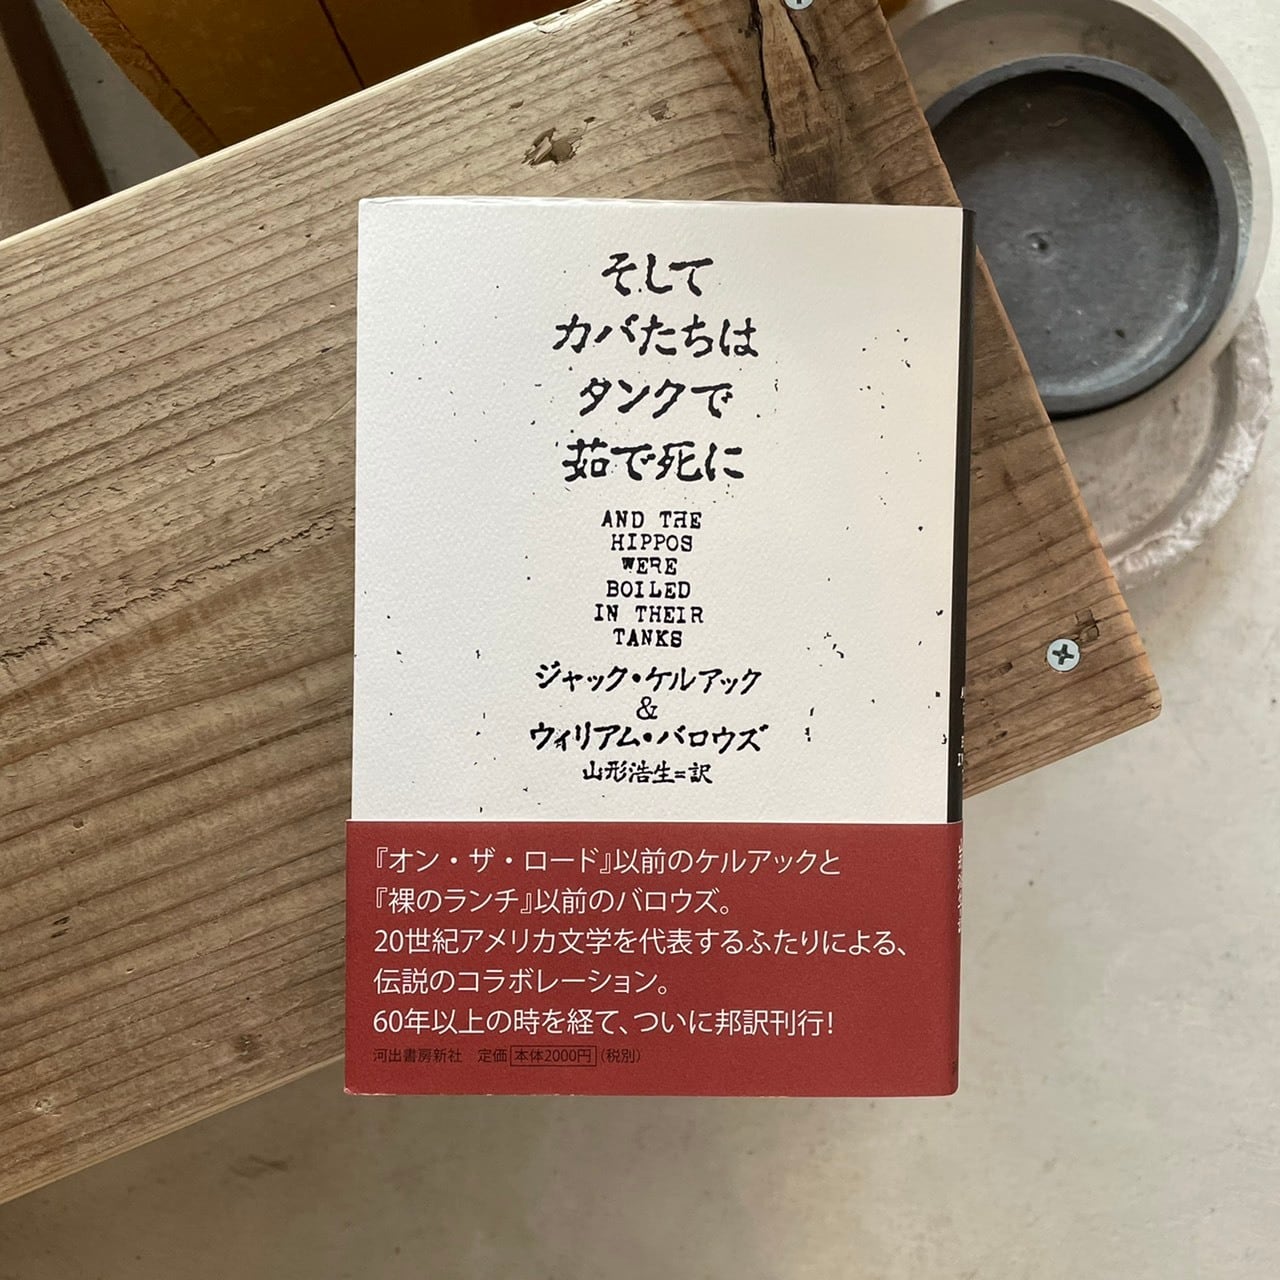 そして
カバたちは
タンクで
茹で死に
AND THE
HIPPOS
WERE
BOILED
IN THEIR
TANKS
ジャック・ケルアック
&
ウィリアム・バロウズ
山形浩生=訳
『オン・ザ・ロード』以前のケルアックと
『裸のランチ』以前のバロウズ。
20世紀アメリカ文学を代表するふたりによる、
伝説のコラボレーション。
60年以上の時を経て、ついに邦訳刊行!
河出書房新社 定価 本体2000円 (税別)